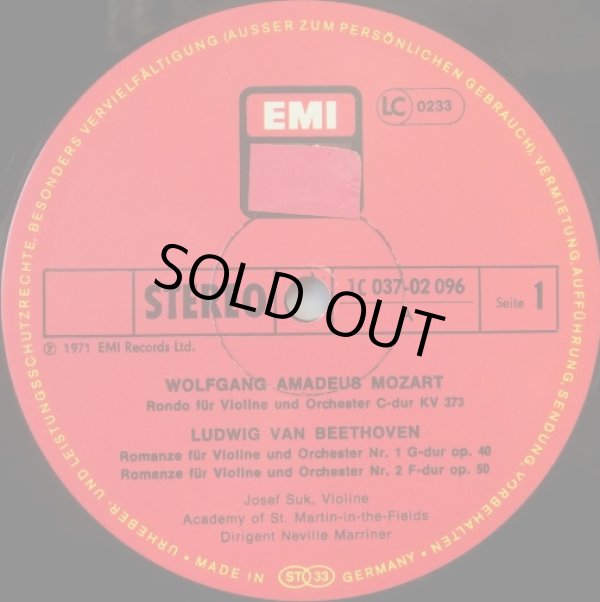 URHEBER- UND LEISTUNGSSCHUTZRECHTE, BESONDERS VERVIELFÄLTIGUNG (AUSSER ZUM PERSÖNLICHEN GEBRAUCH), VERMIETUNG, AUFFÜHRUNG, SENDUNG, VORBEHALTEN
EMI
LC 0233
STEREO
1C 037-02 096
A
Seite 1
SOLD OUT
Ⓟ 1971 EMI Records Ltd.
WOLFGANG AMADEUS MOZART
Rondo für Violine und Orchester C-dur KV 373
LUDWIG VAN BEETHOVEN
Romanze für Violine und Orchester Nr. 1 G-dur op. 40
Romanze für Violine und Orchester Nr. 2 F-dur op. 50
Josef Suk, Violine
Academy of St. Martin-in-the-Fields
Dirigent Neville Marriner
• MADE IN ST 33 GERMANY •